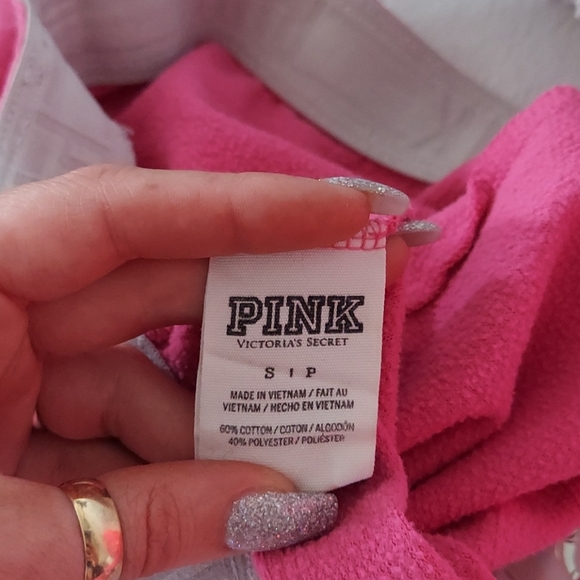 PINK
VICTORIA'S SECRET
S | P
MADE IN VIETNAM / FAIT AU
VIETNAM / HECHO EN VIETNAM
60% COTTON / COTON / ALGODÓN
40% POLYESTER / POLIÉSTER